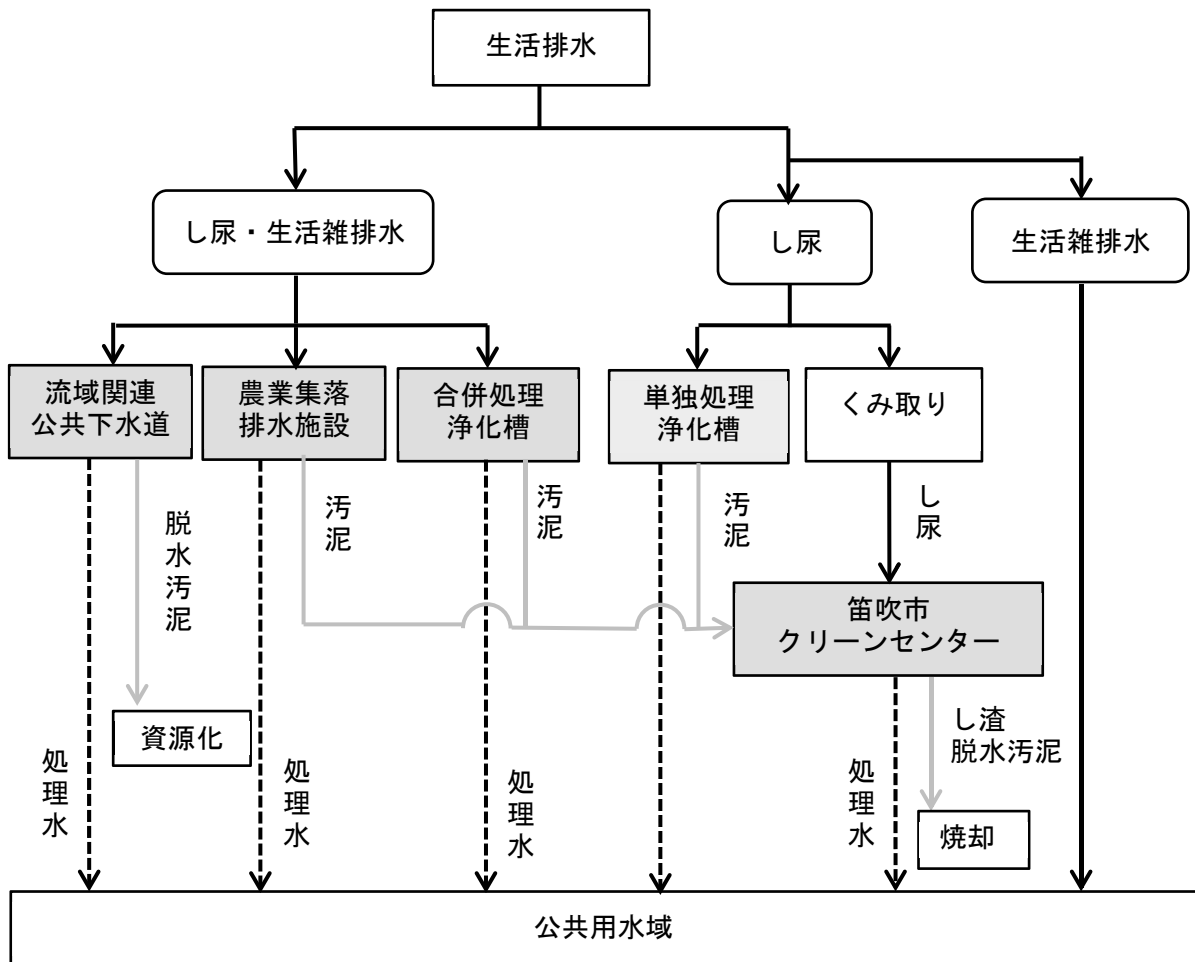 生活排水
し尿・生活雑排水
し尿
生活雑排水
流域関連
公共下水道
農業集落
排水施設
合併処理
浄化槽
単独処理
浄化槽
くみ取り
脱水汚泥
汚泥
汚泥
汚泥
し尿
笛吹市
クリーンセンター
資源化
し渣
脱水汚泥
処理水
処理水
処理水
処理水
焼却
公共用水域